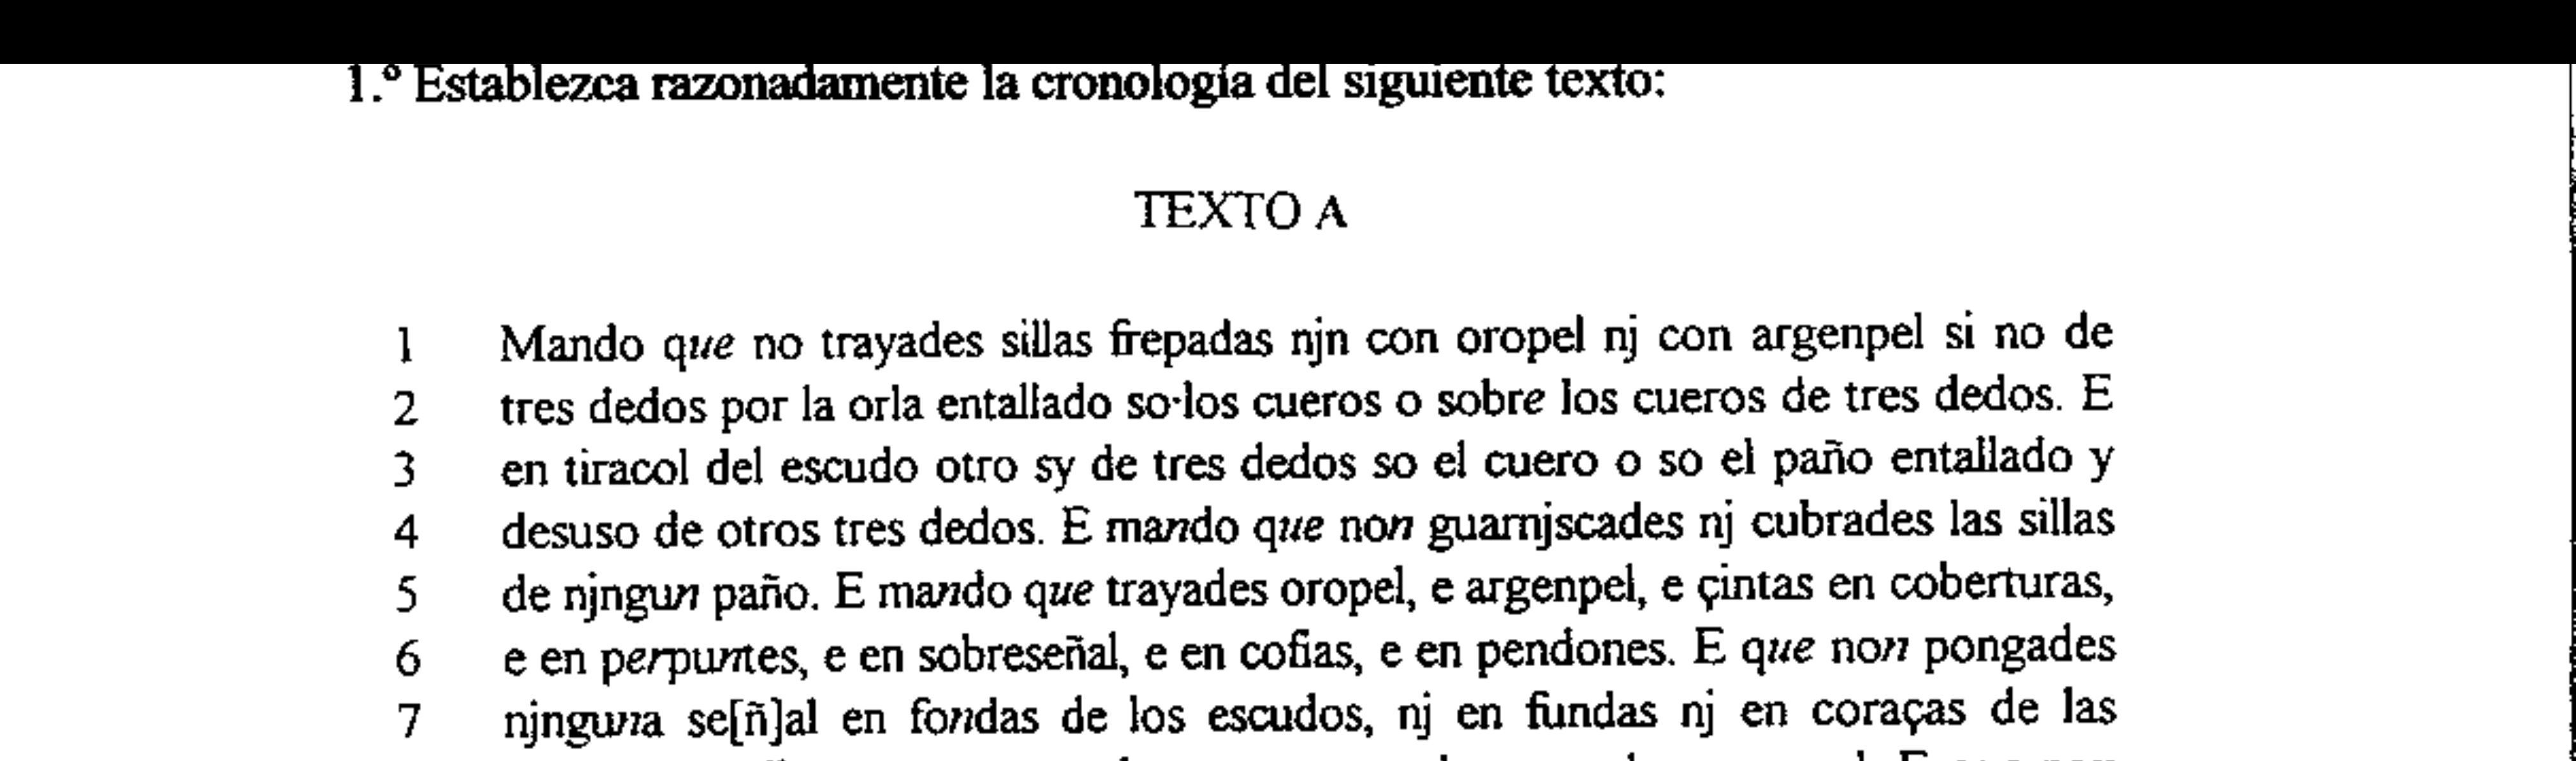 1.º Establezca razonadamente la cronología del siguiente texto:
TEXTO A
1 Mando que no trayades sillas frepadas njn con oropel nj con argenpel si no de
2 tres dedos por la orla entallado so·los cueros o sobre los cueros de tres dedos. E
3 en tiracol del escudo otro sy de tres dedos so el cuero o so el paño entallado y
4 desuso de otros tres dedos. E mando que non guarnjscades nj cubrades las sillas
5 de njngun paño. E mando que trayades oropel, e argenpel, e çintas en coberturas,
6 e en perpuntes, e en sobreseñal, e en cofias, e en pendones. E que non pongades
7 njnguna se[ñ]al en fondas de los escudos, nj en fundas nj en coraças de las